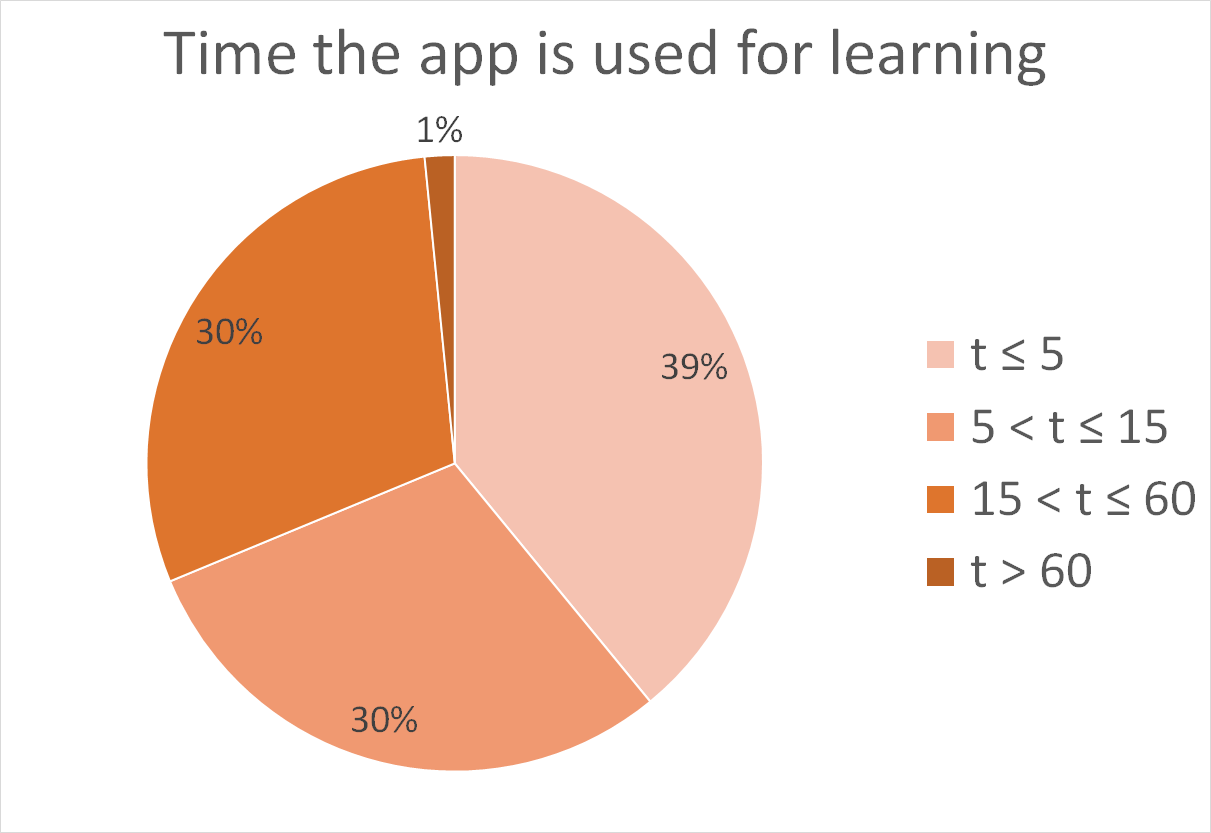 Time the app is used for learning
1%
30%
39%
30%
t ≤ 5
5 < t ≤ 15
15 < t ≤ 60
t > 60